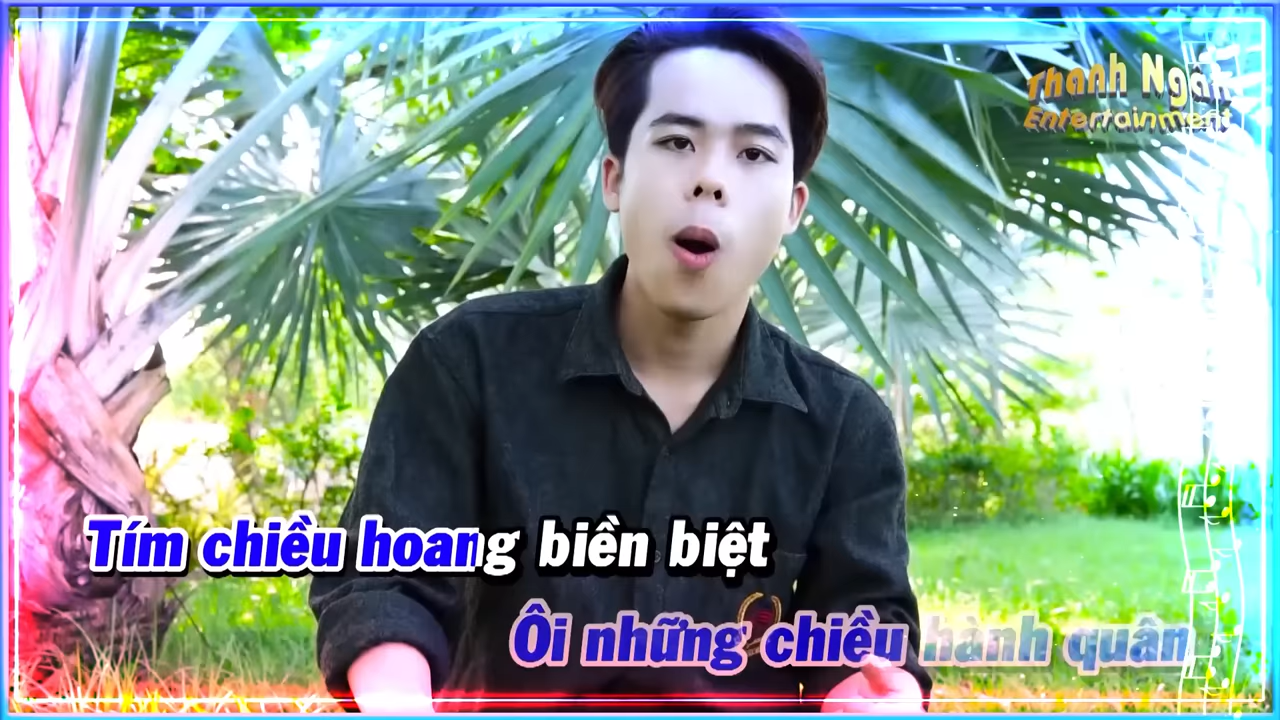 Thanh Ngân
Entertainment
Tím chiều hoang biền biệt
Ôi những chiều hành quân